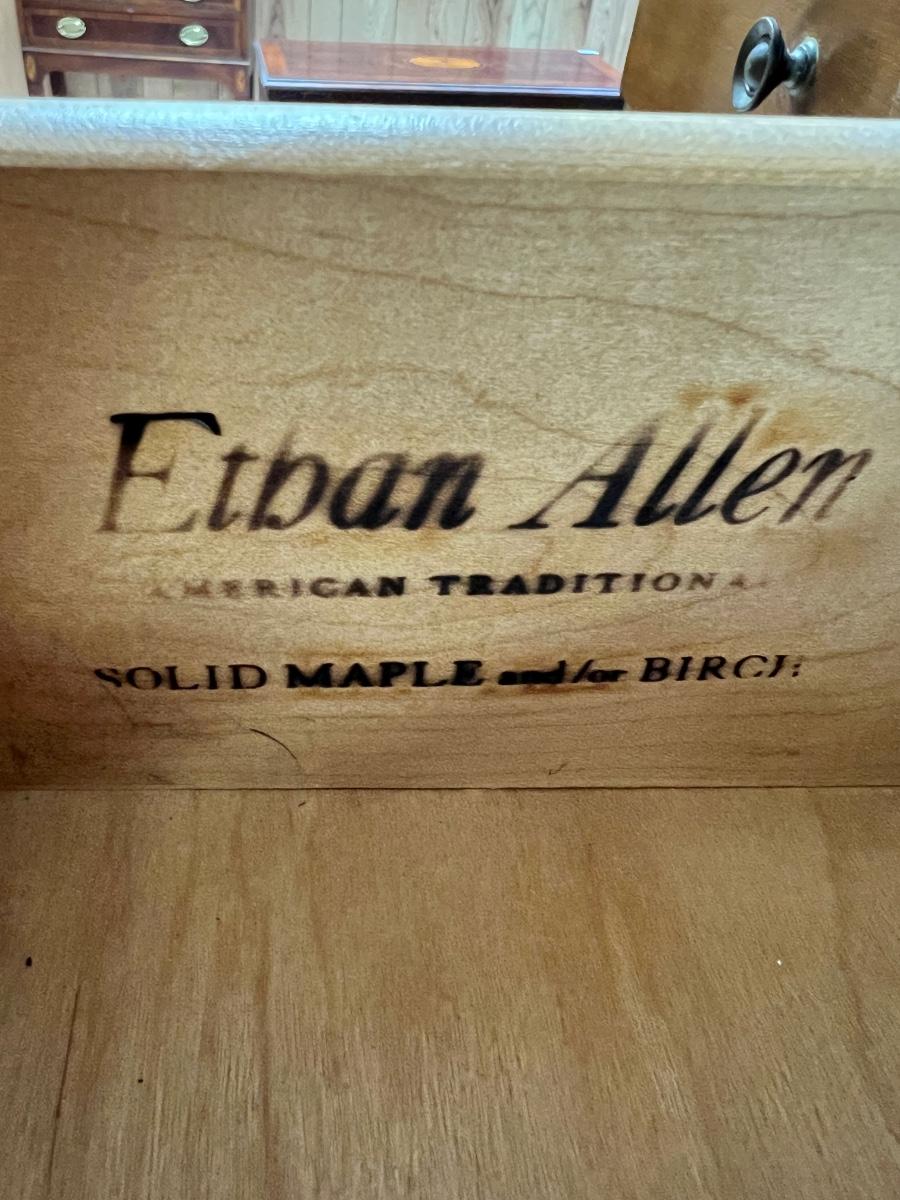 Ethan Allen
AMERICAN TRADITIONAL
SOLID MAPLE and/or BIRCH